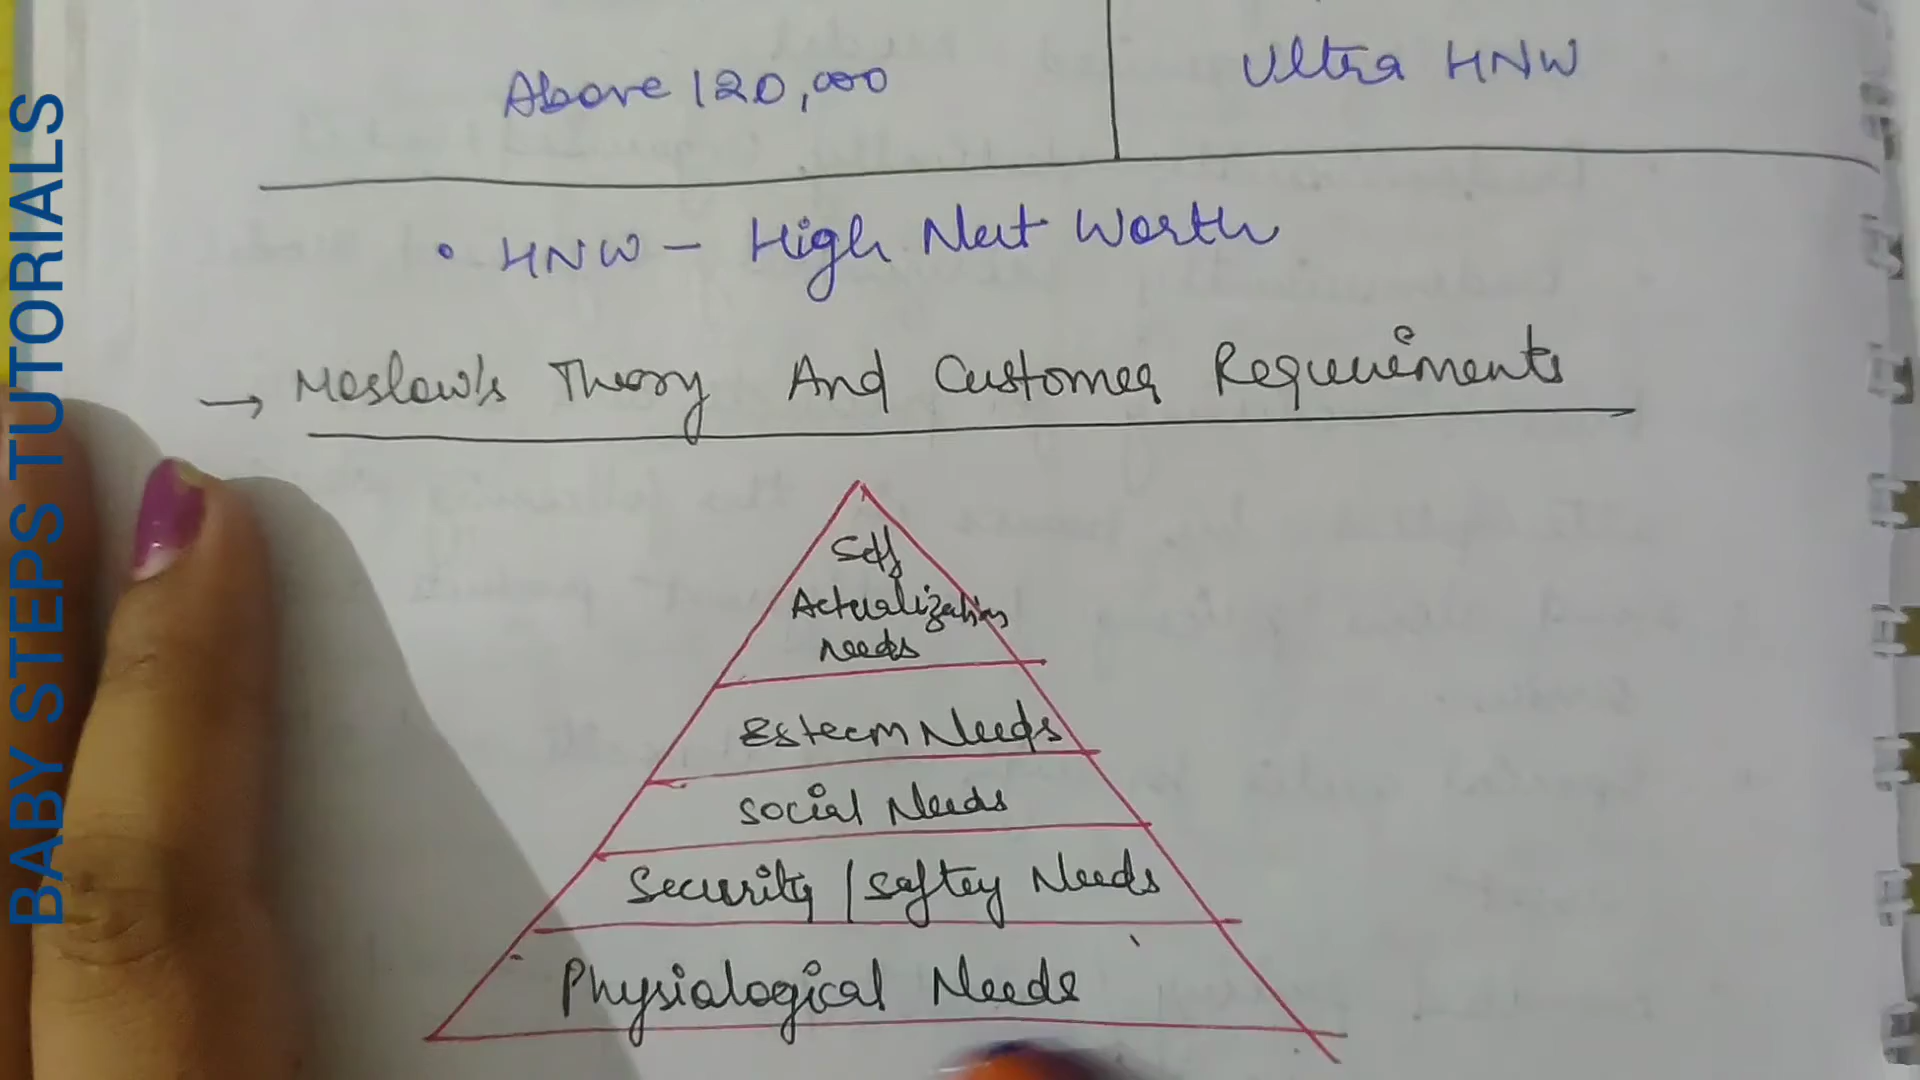 Above 120,000
Ultra HNW
• HNW - High Net Worth
→ Maslow's Theory And Customer Requirements
Self
Actualization
needs
Esteem Needs
Social Needs
Security / Saftey Needs
Physiological Needs
BABY STEPS TUTORIALS